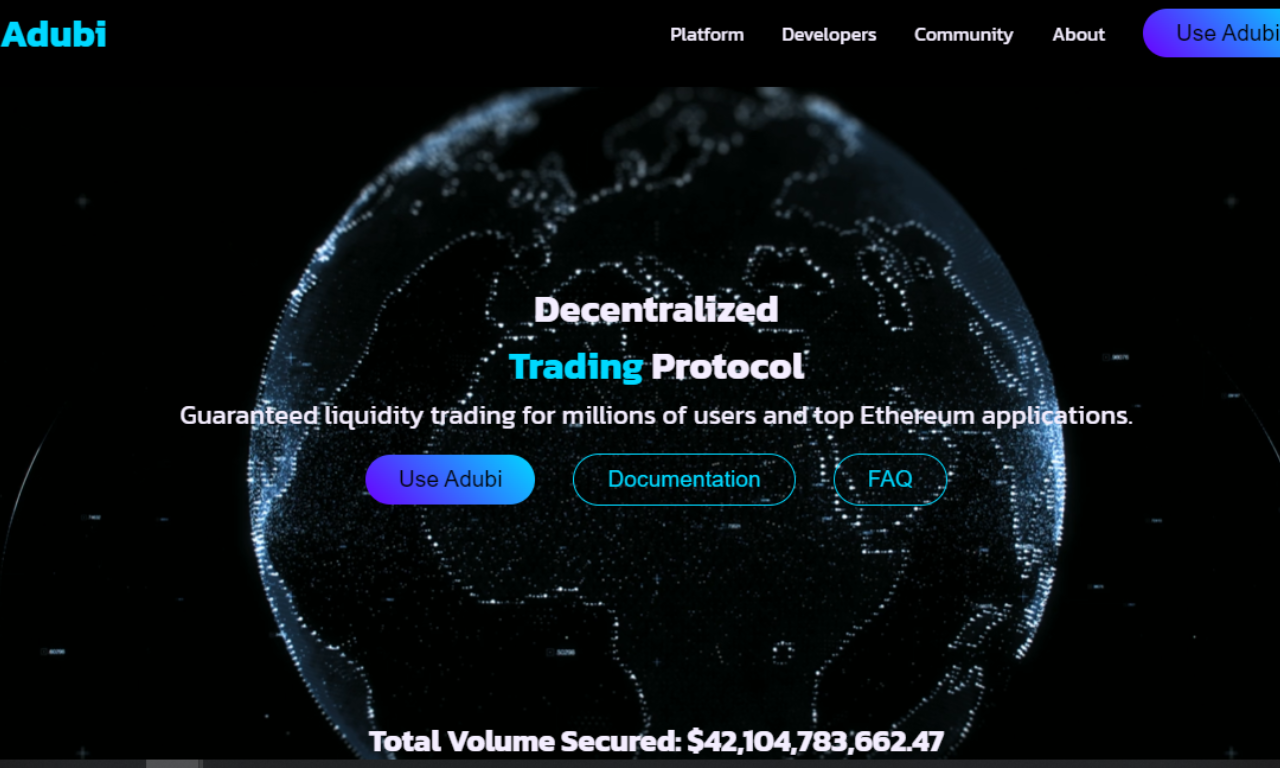 Adubi
Platform Developers Community About Use Adubi
Decentralized
Trading Protocol
Guaranteed liquidity trading for millions of users and top Ethereum applications.
Use Adubi Documentation FAQ
Total Volume Secured: $42,104,783,662.47